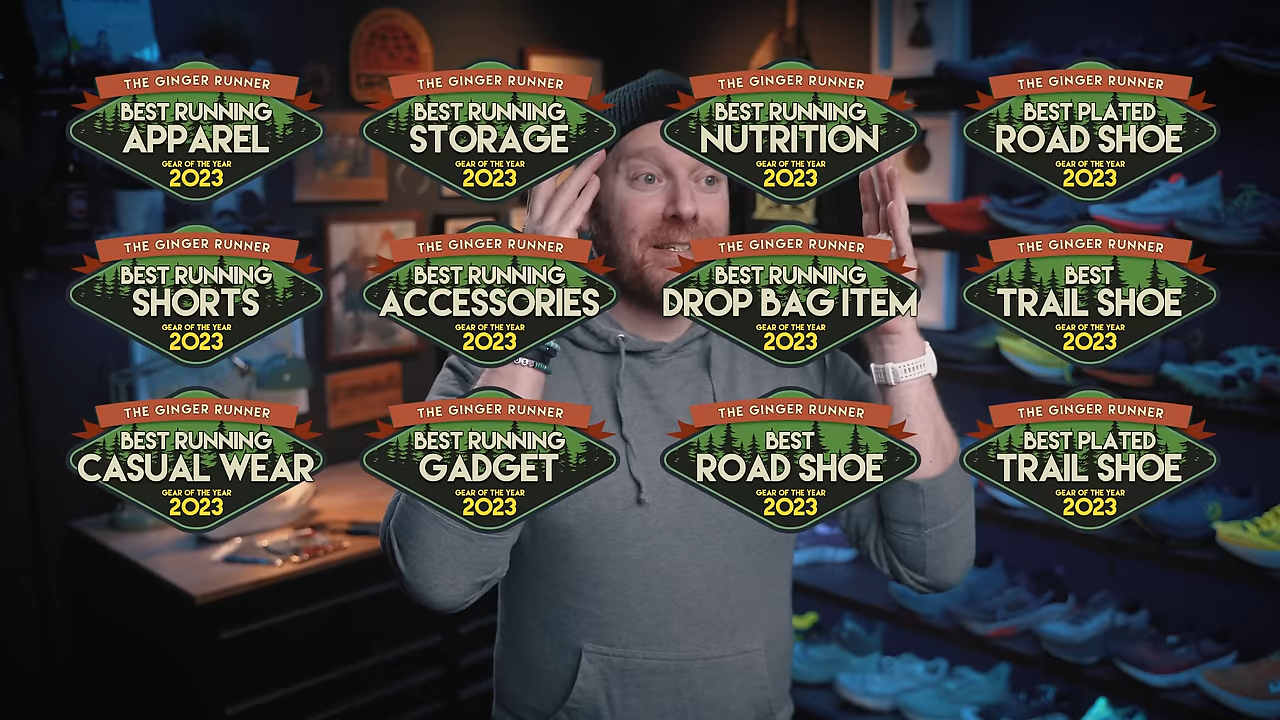 THE GINGER RUNNER
BEST RUNNING
APPAREL
GEAR OF THE YEAR
2023
THE GINGER RUNNER
BEST RUNNING
STORAGE
GEAR OF THE YEAR
2023
THE GINGER RUNNER
BEST RUNNING
NUTRITION
GEAR OF THE YEAR
2023
THE GINGER RUNNER
BEST PLATED
ROAD SHOE
GEAR OF THE YEAR
2023
THE GINGER RUNNER
BEST RUNNING
SHORTS
GEAR OF THE YEAR
2023
THE GINGER RUNNER
BEST RUNNING
ACCESSORIES
GEAR OF THE YEAR
2023
THE GINGER RUNNER
BEST RUNNING
DROP BAG ITEM
GEAR OF THE YEAR
2023
THE GINGER RUNNER
BEST
TRAIL SHOE
GEAR OF THE YEAR
2023
THE GINGER RUNNER
BEST RUNNING
CASUAL WEAR
GEAR OF THE YEAR
2023
THE GINGER RUNNER
BEST RUNNING
GADGET
GEAR OF THE YEAR
2023
THE GINGER RUNNER
BEST
ROAD SHOE
GEAR OF THE YEAR
2023
THE GINGER RUNNER
BEST PLATED
TRAIL SHOE
GEAR OF THE YEAR
2023